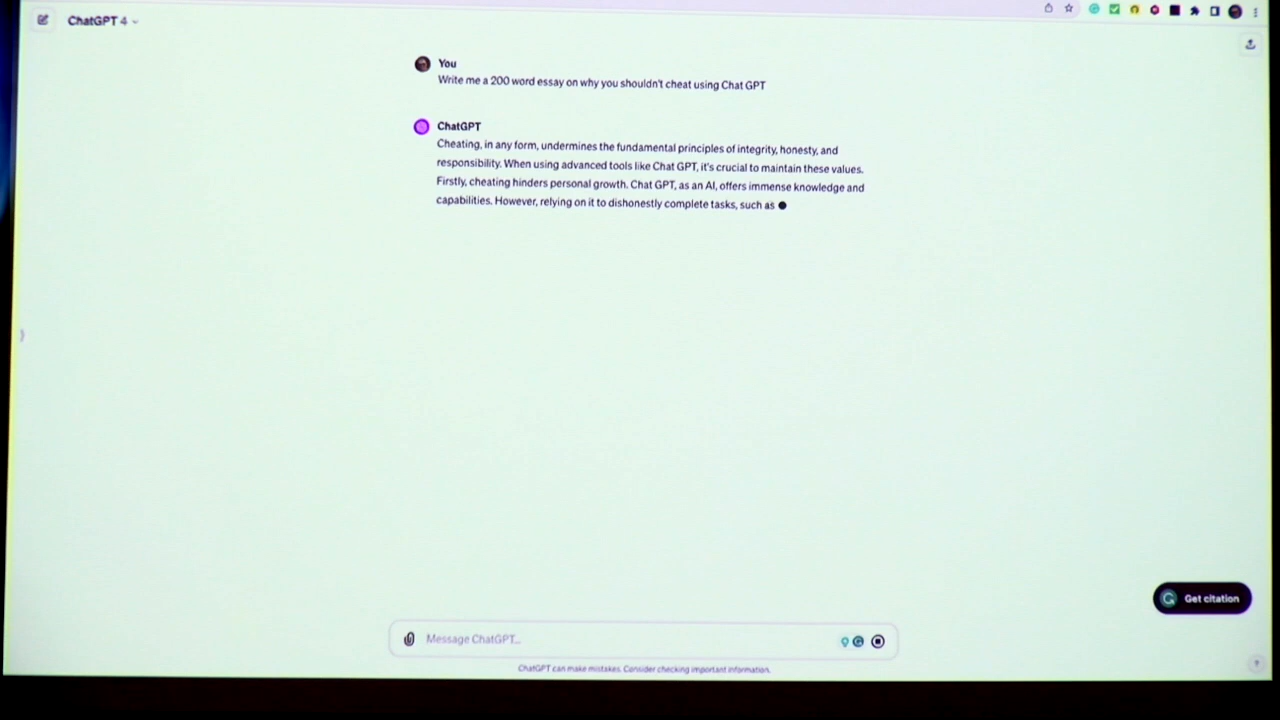 ChatGPT 4
You
Write me a 200 word essay on why you shouldn't cheat using Chat GPT
ChatGPT
Cheating, in any form, undermines the fundamental principles of integrity, honesty, and
responsibility. When using advanced tools like Chat GPT, it's crucial to maintain these values.
Firstly, cheating hinders personal growth. Chat GPT, as an AI, offers immense knowledge and
capabilities. However, relying on it to dishonestly complete tasks, such as
Get citation
Message ChatGPT...
ChatGPT can make mistakes. Consider checking important information.
?